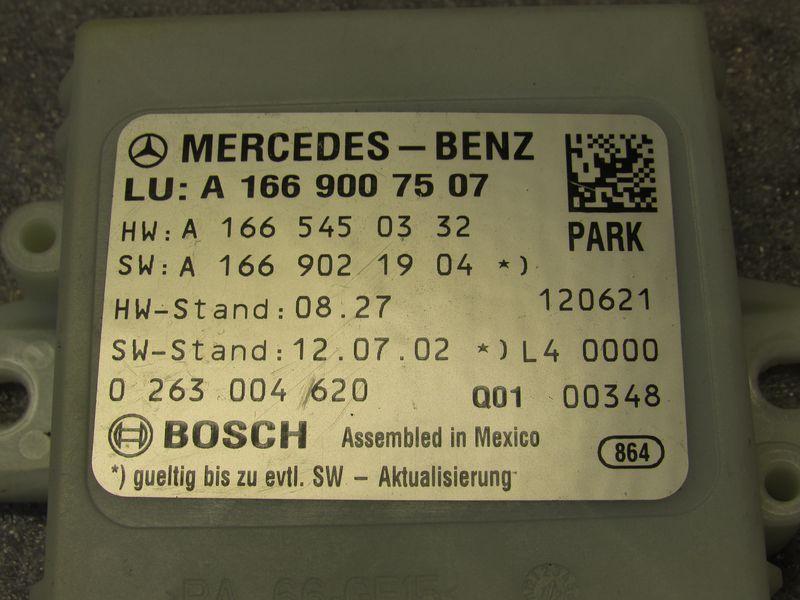 MERCEDES-BENZ
LU: A 166 900 75 07
HW: A 166 545 03 32
PARK
SW: A 166 902 19 04 *)
HW-Stand: 08.27
120621
SW-Stand: 12.07.02 *) L4 0000
0 263 004 620 Q01 00348
BOSCH Assembled in Mexico 864
*) gueltig bis zu evtl. SW - Aktualisierung